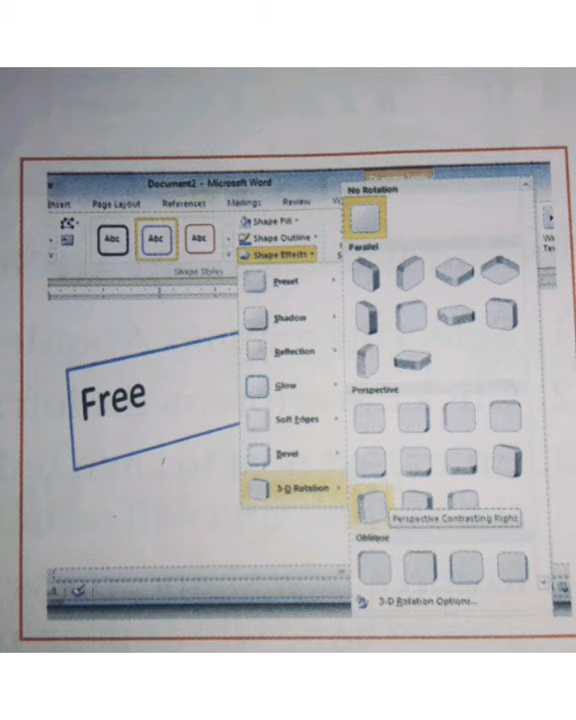 Document2 - Microsoft Word
Insert Page Layout References Mailings Review
Abc Abc Abc
Shape Fill
Shape Outline
Shape Effects
Shape Styles
No Rotation
Parallel
Preset
Shadow
Reflection
Glow
Soft Edges
Bevel
3-D Rotation
Free
Perspective
Perspective Contrasting Right
Oblique
3-D Rotation Options...